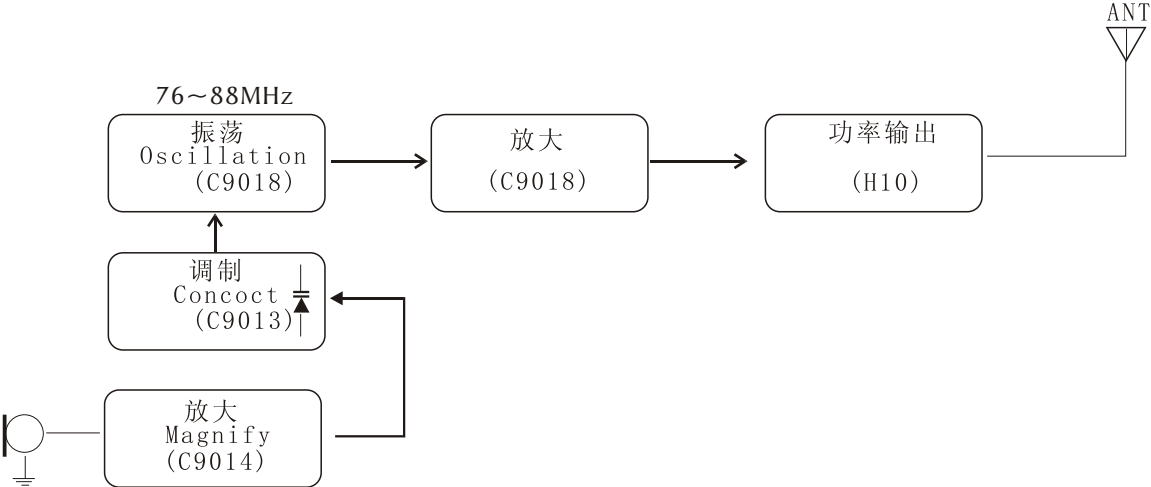 ANT
76～88MHz
振荡
Oscillation
(C9018)
放大
(C9018)
功率输出
(H10)
调制
Concoct
(C9013)
放大
Magnify
(C9014)